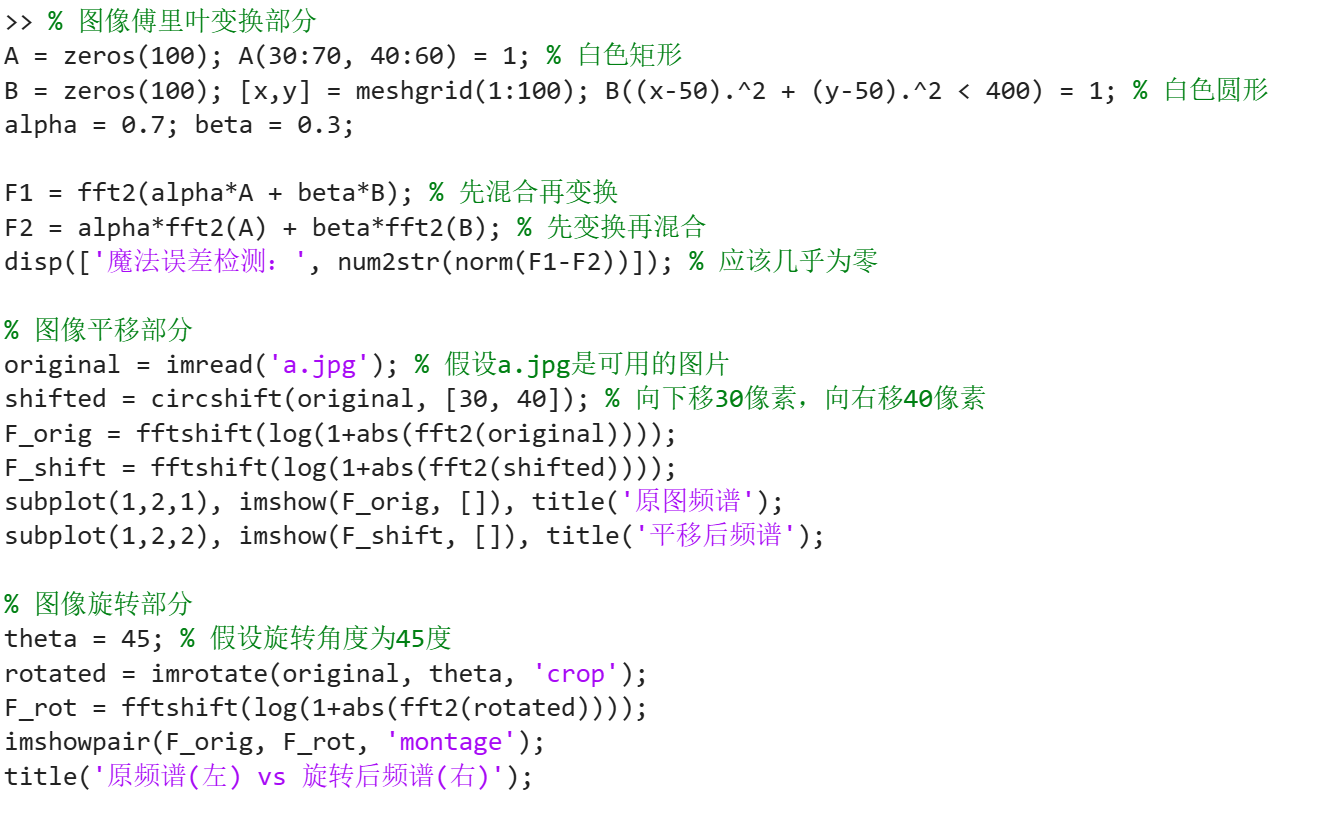 >> % 图像傅里叶变换部分
A = zeros(100); A(30:70, 40:60) = 1; % 白色矩形
B = zeros(100); [x,y] = meshgrid(1:100); B((x-50).^2 + (y-50).^2 < 400) = 1; % 白色圆形
alpha = 0.7; beta = 0.3;
F1 = fft2(alpha*A + beta*B); % 先混合再变换
F2 = alpha*fft2(A) + beta*fft2(B); % 先变换再混合
disp(['魔法误差检测：', num2str(norm(F1-F2))]); % 应该几乎为零
% 图像平移部分
original = imread('a.jpg'); % 假设a.jpg是可用的图片
shifted = circshift(original, [30, 40]); % 向下移30像素，向右移40像素
F_orig = fftshift(log(1+abs(fft2(original))));
F_shift = fftshift(log(1+abs(fft2(shifted))));
subplot(1,2,1), imshow(F_orig, []), title('原图频谱');
subplot(1,2,2), imshow(F_shift, []), title('平移后频谱');
% 图像旋转部分
theta = 45; % 假设旋转角度为45度
rotated = imrotate(original, theta, 'crop');
F_rot = fftshift(log(1+abs(fft2(rotated))));
imshowpair(F_orig, F_rot, 'montage');
title('原频谱(左) vs 旋转后频谱(右)');